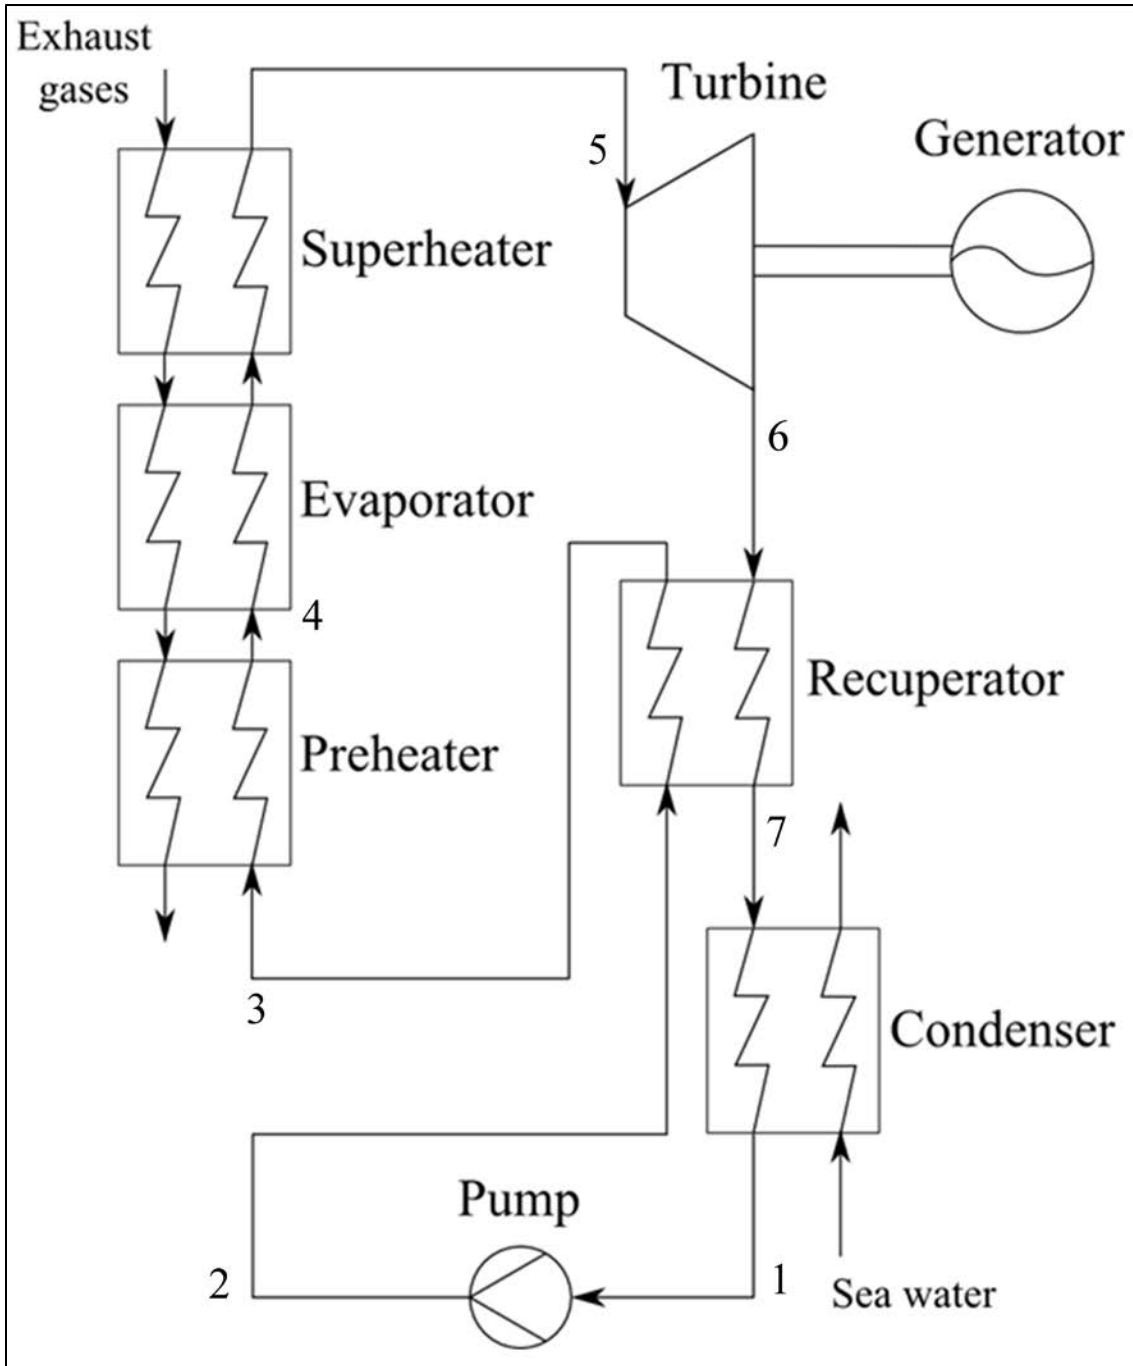 Exhaust
gases
Turbine
Generator
5
Superheater
6
Evaporator
4
Recuperator
Preheater
7
3
Condenser
Pump
2
1
Sea water